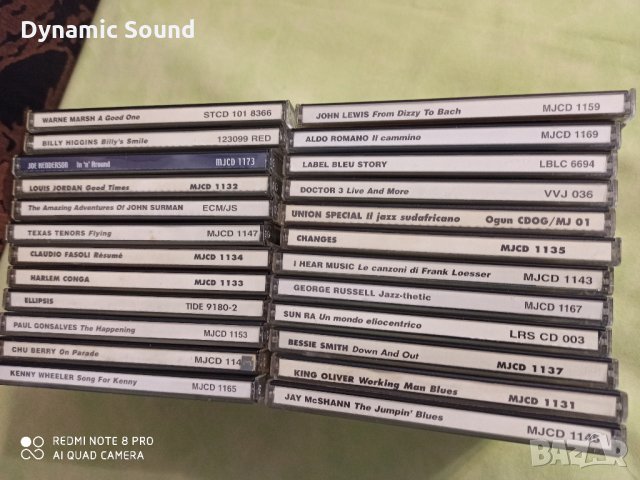 Dynamic Sound
WARNE MARSH A Good One STCD 101 8366
BILLY HIGGINS Billy's Smile 123099 RED
JOE HENDERSON In 'n' Around MJCD 1173
LOUIS JORDAN Good Times MJCD 1132
The Amazing Adventures Of JOHN SURMAN ECM/JS
TEXAS TENORS Flying MJCD 1147
CLAUDIO FASOLI Résumé MJCD 1134
HARLEM CONGA MJCD 1133
ELLIPSIS TIDE 9180-2
PAUL GONSALVES The Happening MJCD 1153
CHU BERRY On Parade MJCD
KENNY WHEELER Song For Kenny MJCD 1165
JOHN LEWIS From Dizzy To Bach MJCD 1159
ALDO ROMANO Il cammino MJCD 1169
LABEL BLEU STORY LBLC 6694
DOCTOR 3 Live And More VVJ 036
UNION SPECIAL Il jazz sudafricano Ogun CDOG/MJ 01
CHANGES MJCD 1135
I HEAR MUSIC Le canzoni di Frank Loesser MJCD 1143
GEORGE RUSSELL Jazz-thetic MJCD 1167
SUN RA Un mondo eliocentrico LRS CD 003
BESSIE SMITH Down And Out MJCD 1137
KING OLIVER Working Man Blues MJCD 1131
JAY McSHANN The Jumpin' Blues MJCD
REDMI NOTE 8 PRO
AI QUAD CAMERA
BAZAR